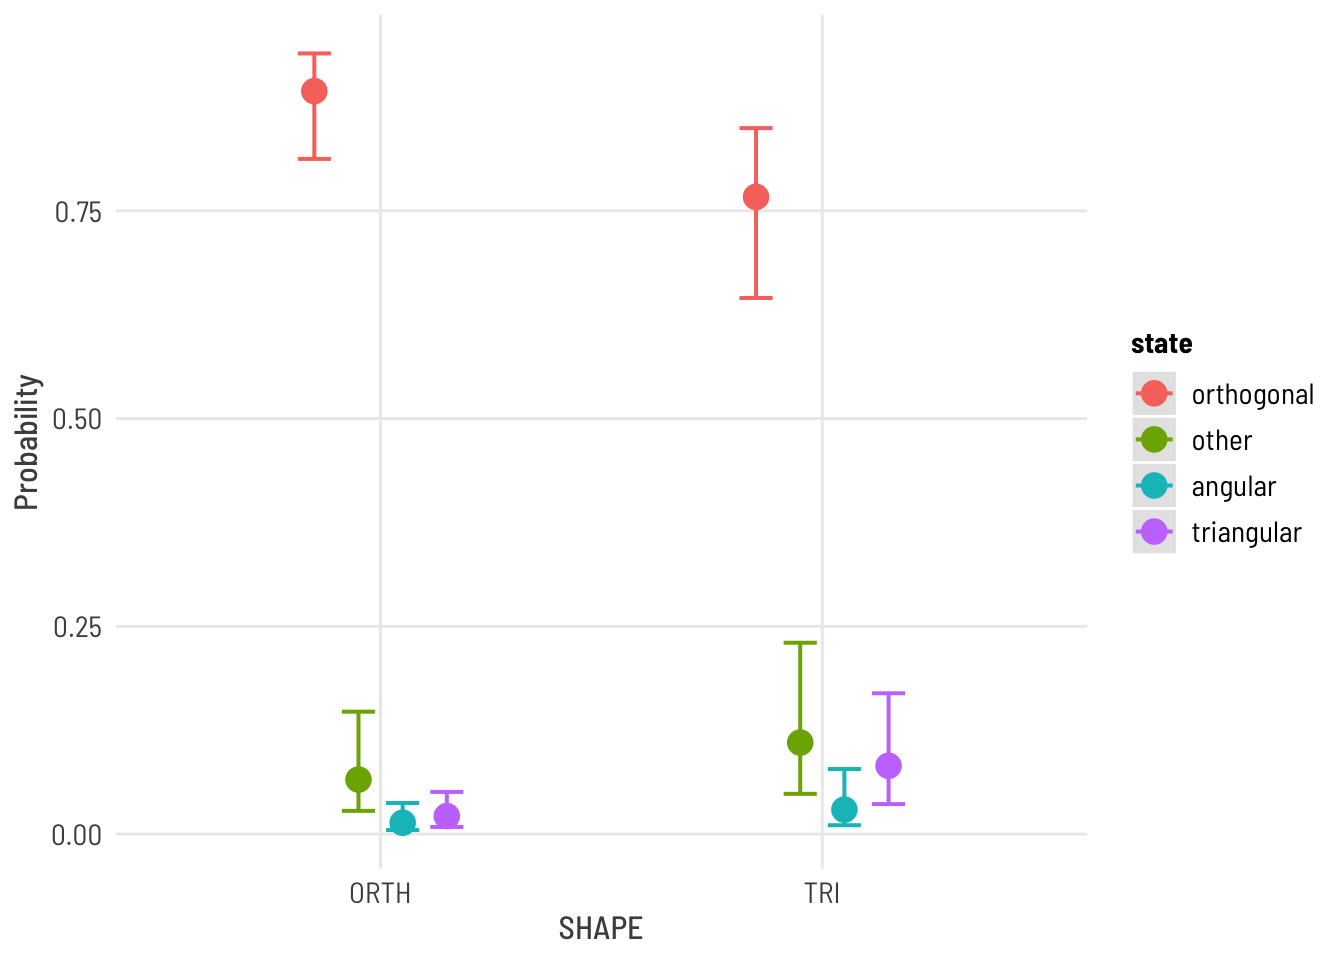 0.75
0.50
0.25
0.00
Probability
ORTH
TRI
SHAPE
state
orthogonal
other
angular
triangular